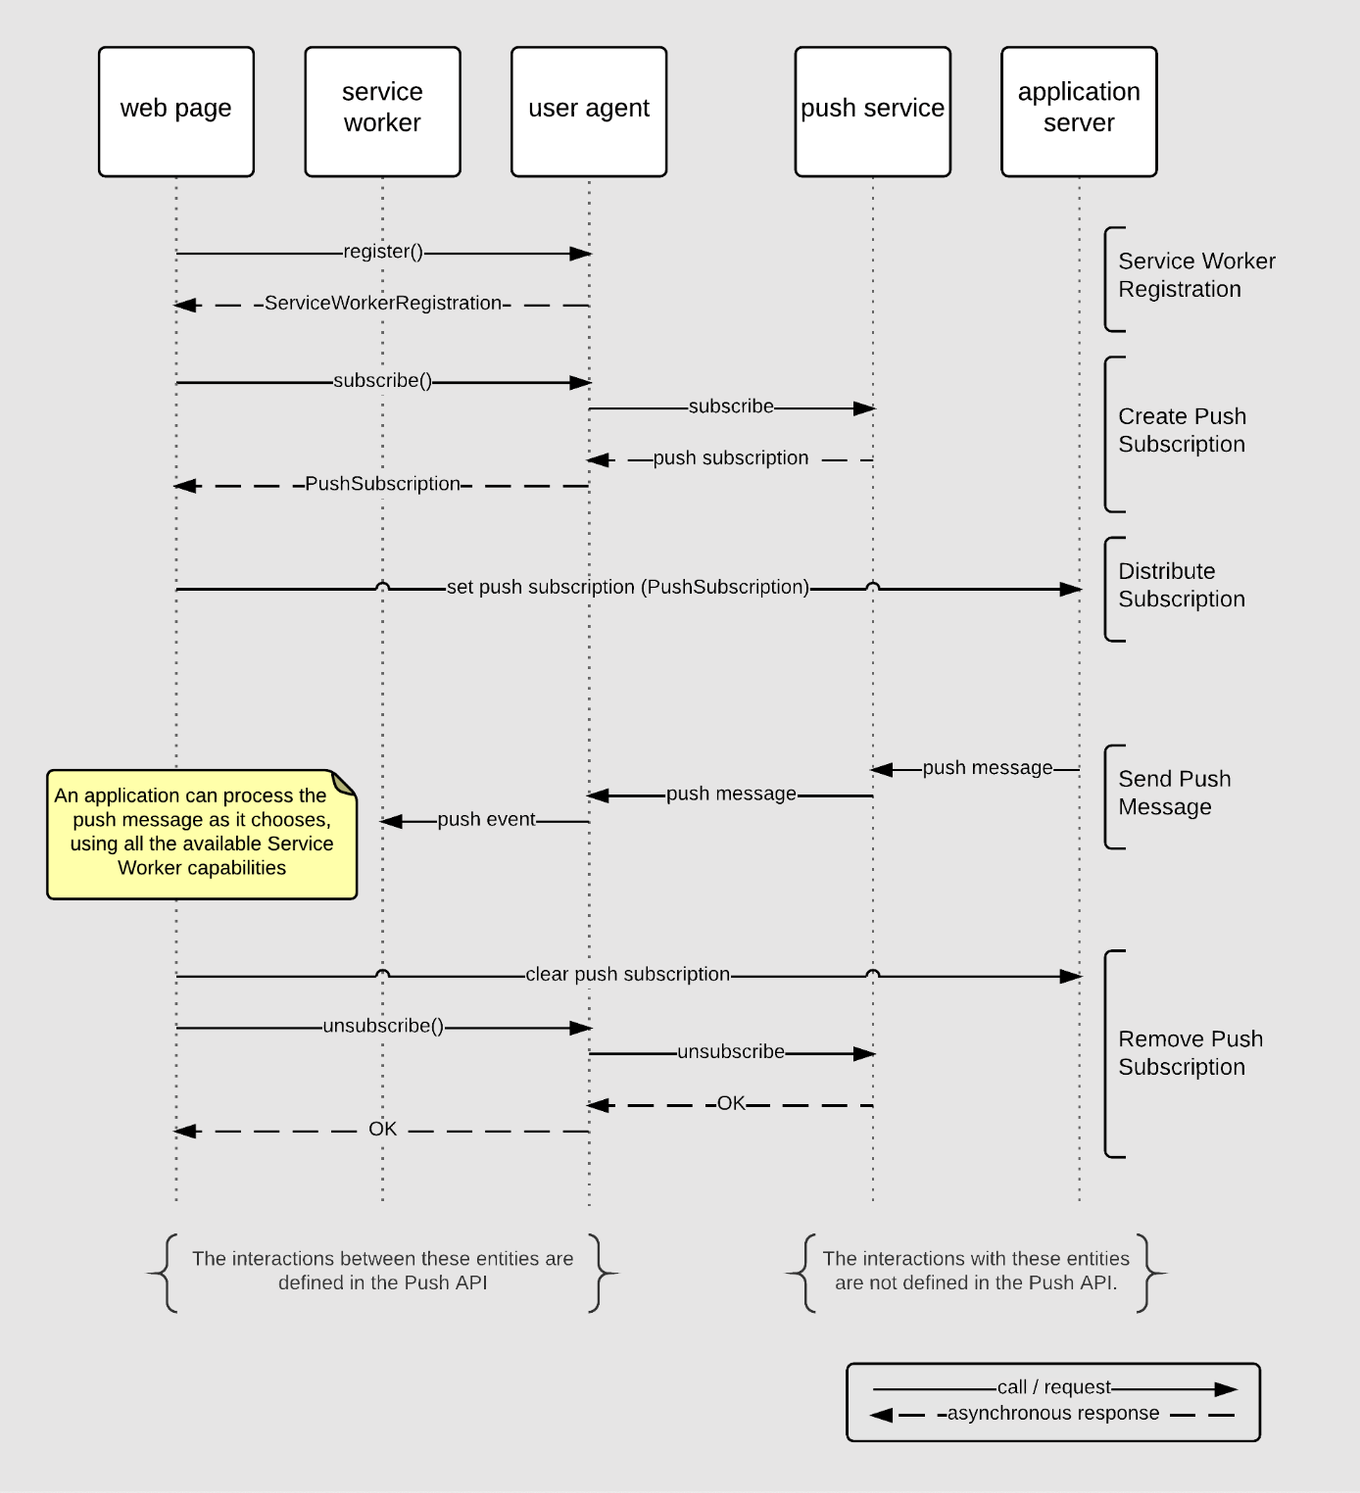 web page
service
worker
user agent
push service
application
server
register()
Service Worker
Registration
ServiceWorkerRegistration
subscribe()
subscribe
Create Push
Subscription
push subscription
PushSubscription
set push subscription (PushSubscription)
Distribute
Subscription
push message
Send Push
Message
push message
push event
An application can process the
push message as it chooses,
using all the available Service
Worker capabilities
clear push subscription
unsubscribe()
unsubscribe
Remove Push
Subscription
OK
OK
The interactions between these entities are
defined in the Push API
The interactions with these entities
are not defined in the Push API.
call / request
asynchronous response